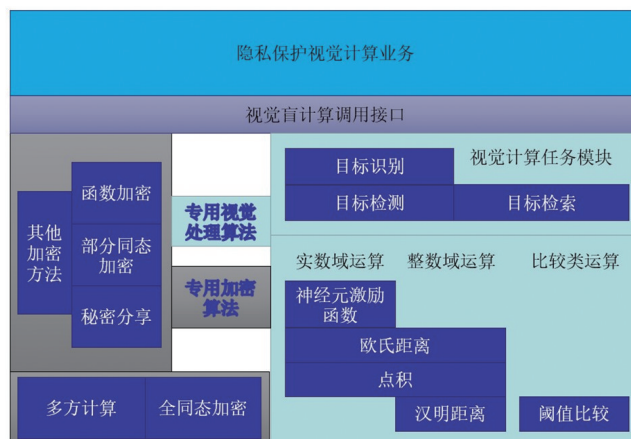 隐私保护视觉计算业务
视觉盲计算调用接口
其他
加密
方法
函数加密
部分同态
加密
秘密分享
多方计算
全同态加密
专用视觉
处理算法
专用加密
算法
目标识别
视觉计算任务模块
目标检测
目标检索
实数域运算
整数域运算
比较类运算
神经元激励
函数
欧氏距离
点积
汉明距离
阈值比较